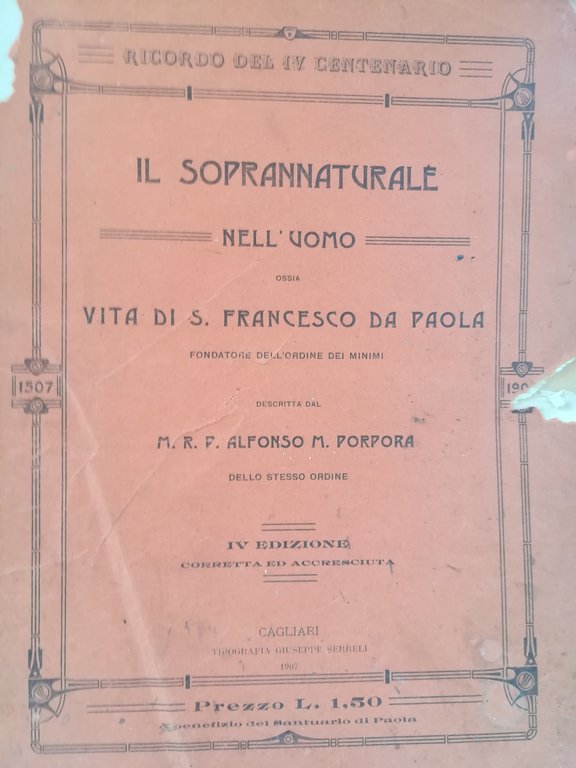 RICORDO DEL IV CENTENARIO
IL SOPRANNATURALE
NELL'UOMO
OSSIA
VITA DI S. FRANCESCO DA PAOLA
FONDATORE DELL'ORDINE DEI MINIMI
1507
DESCRITTA DAL
M. R. P. ALFONSO M. PORPORA
DELLO STESSO ORDINE
IV EDIZIONE
CORRETTA ED ACCRESCIUTA
CAGLIARI
TIPOGRAFIA GIUSEPPE SERRELI
1907
Prezzo L. 1,50
A benefizio del Santuario di Paola